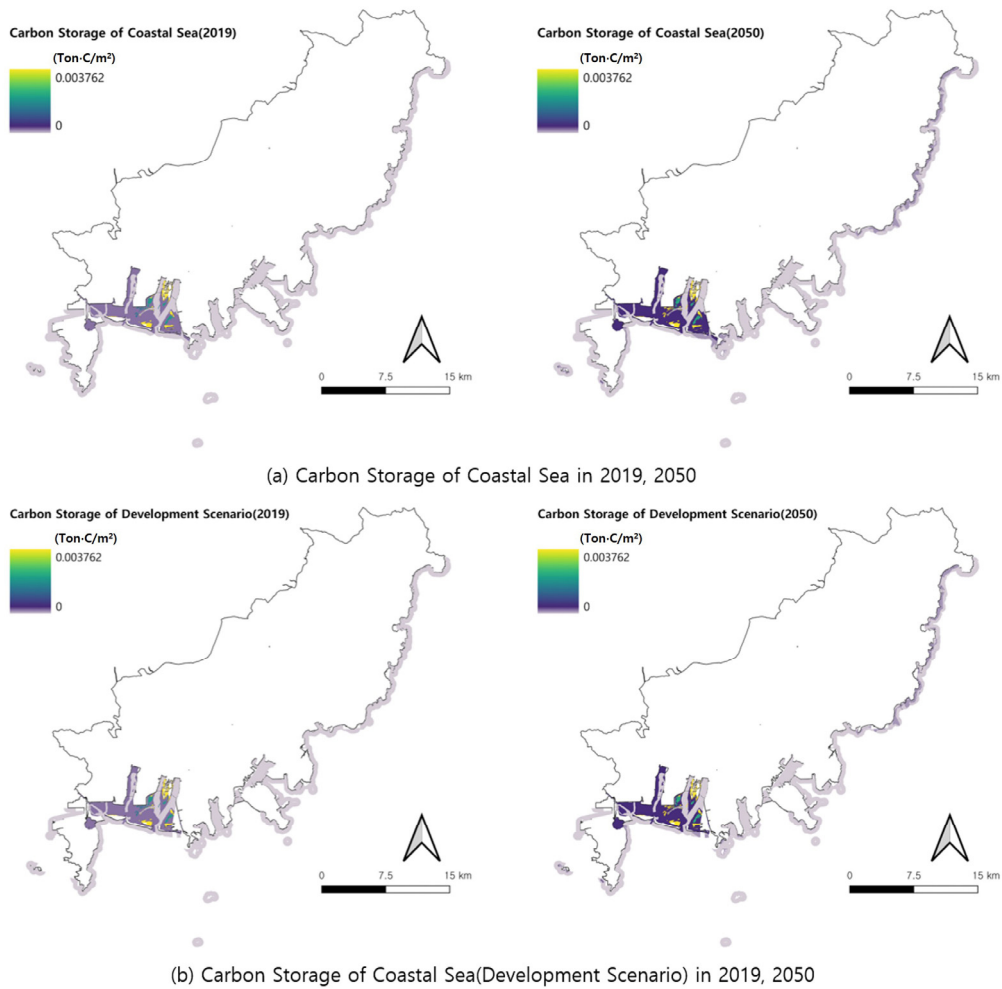 Carbon Storage of Coastal Sea(2019)
(Ton·C/m²)
0.003762
0
0 7.5 15 km
Carbon Storage of Coastal Sea(2050)
(Ton·C/m²)
0.003762
0
0 7.5 15 km
(a) Carbon Storage of Coastal Sea in 2019, 2050
Carbon Storage of Development Scenario(2019)
(Ton·C/m²)
0.003762
0
0 7.5 15 km
Carbon Storage of Development Scenario(2050)
(Ton·C/m²)
0.003762
0
0 7.5 15 km
(b) Carbon Storage of Coastal Sea(Development Scenario) in 2019, 2050